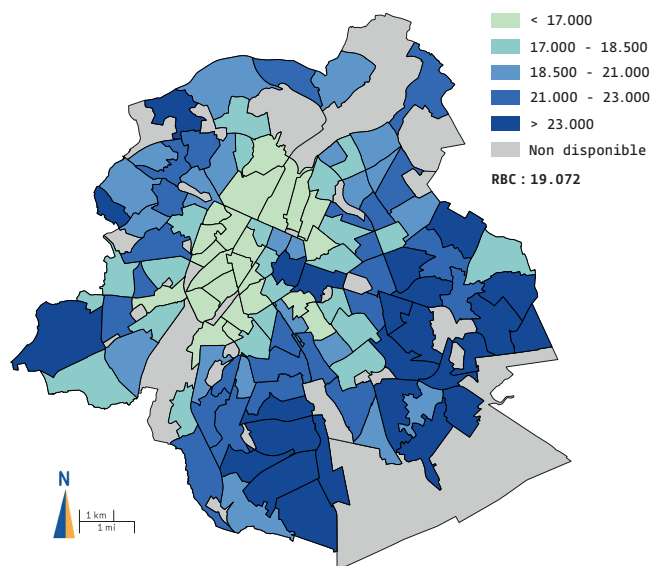 < 17.000
17.000 - 18.500
18.500 - 21.000
21.000 - 23.000
> 23.000
Non disponible
RBC : 19.072
N
1 km
1 mi